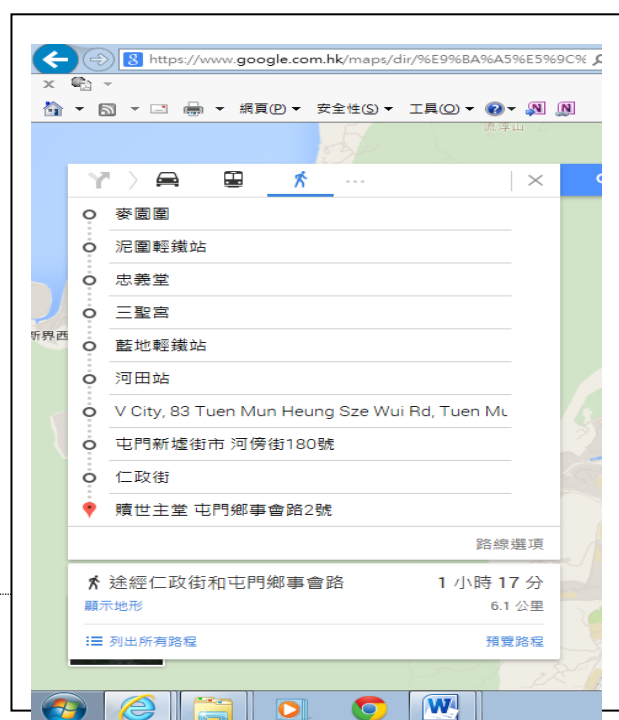 https://www.google.com.hk/maps/dir/%E9%BA%A5%E5%9C%
網頁(P) 安全性(S) 工具(O)
流浮山
麥園圍
泥圍輕鐵站
忠義堂
三聖宮
新界西
藍地輕鐵站
河田站
V City, 83 Tuen Mun Heung Sze Wui Rd, Tuen Mu
屯門新墟街市 河傍街180號
仁政街
贖世主堂 屯門鄉事會路2號
路線選項
途經仁政街和屯門鄉事會路 1 小時 17 分
顯示地形 6.1 公里
列出所有路程 預覽路程